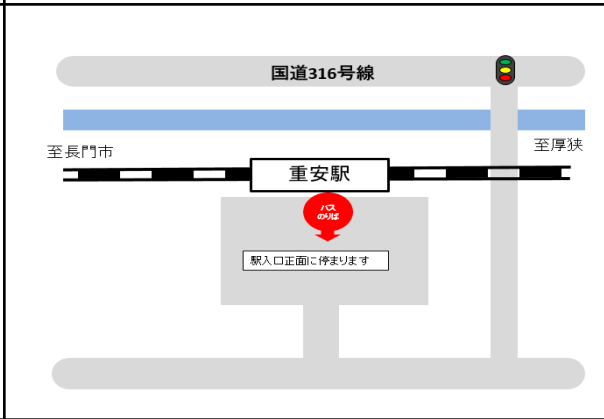 国道316号線
至長門市
至厚狭
重安駅
バス
のりば
駅入口正面に停まります